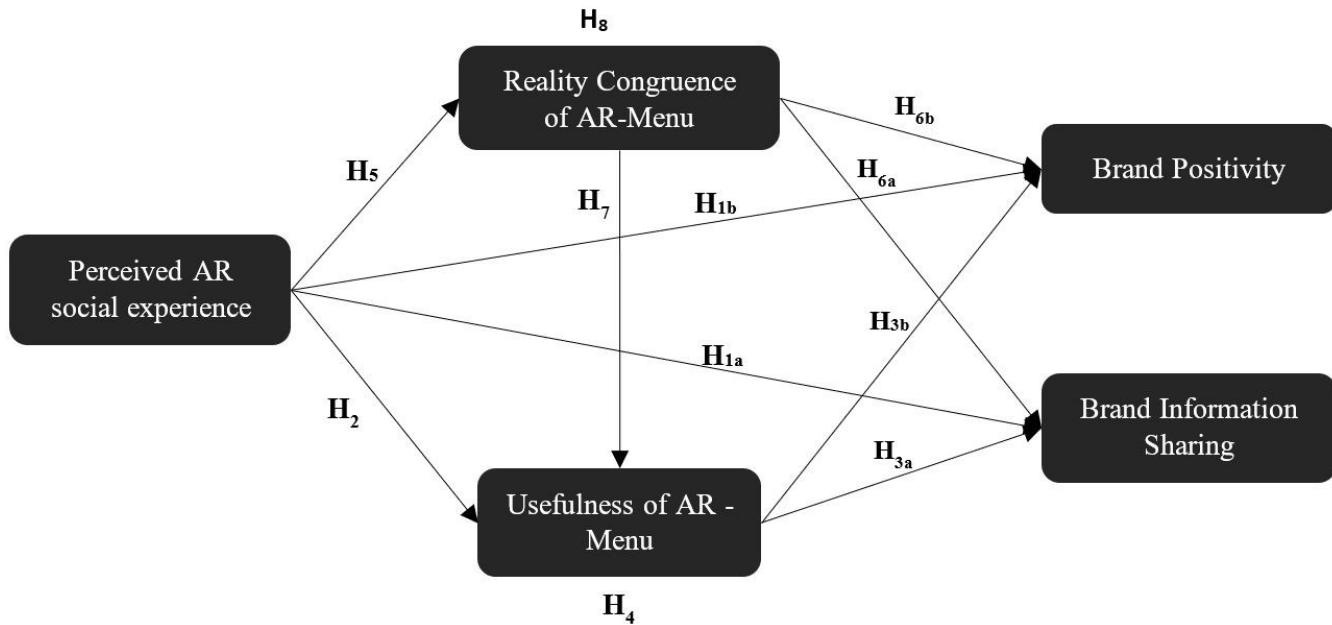 H8
Reality Congruence
of AR-Menu
H6b
Brand Positivity
H5
H6a
H7
H1b
Perceived AR
social experience
H3b
H1a
H2
Brand Information
Sharing
H3a
Usefulness of AR -
Menu
H4